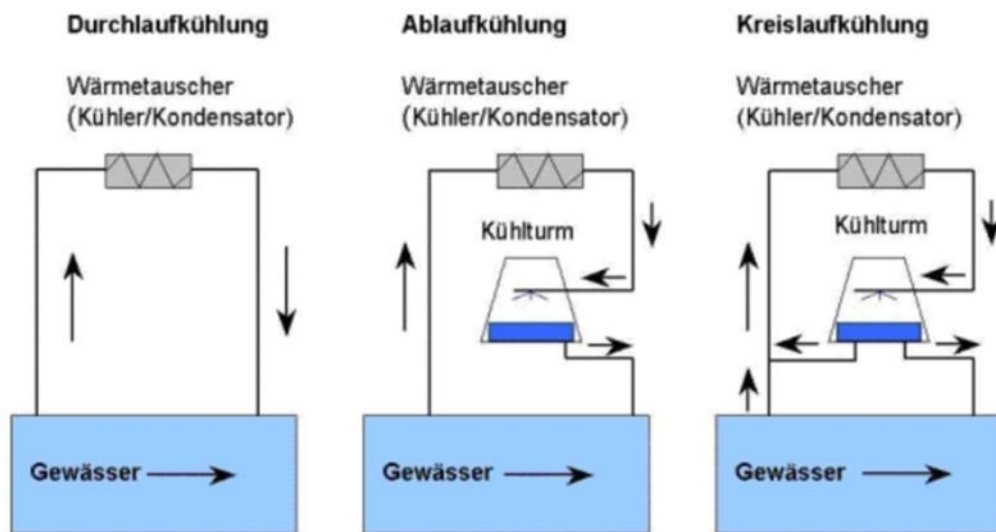 Durchlaufkühlung
Wärmetauscher
(Kühler/Kondensator)
Gewässer
Ablaufkühlung
Wärmetauscher
(Kühler/Kondensator)
Kühlturm
Gewässer
Kreislaufkühlung
Wärmetauscher
(Kühler/Kondensator)
Kühlturm
Gewässer